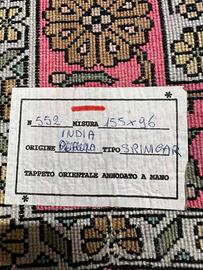 N 552 MISURA 155x96
INDIA
ORIGINE TIPO SRINGAR
TAPPETO ORIENTALE ANNODATO A MANO